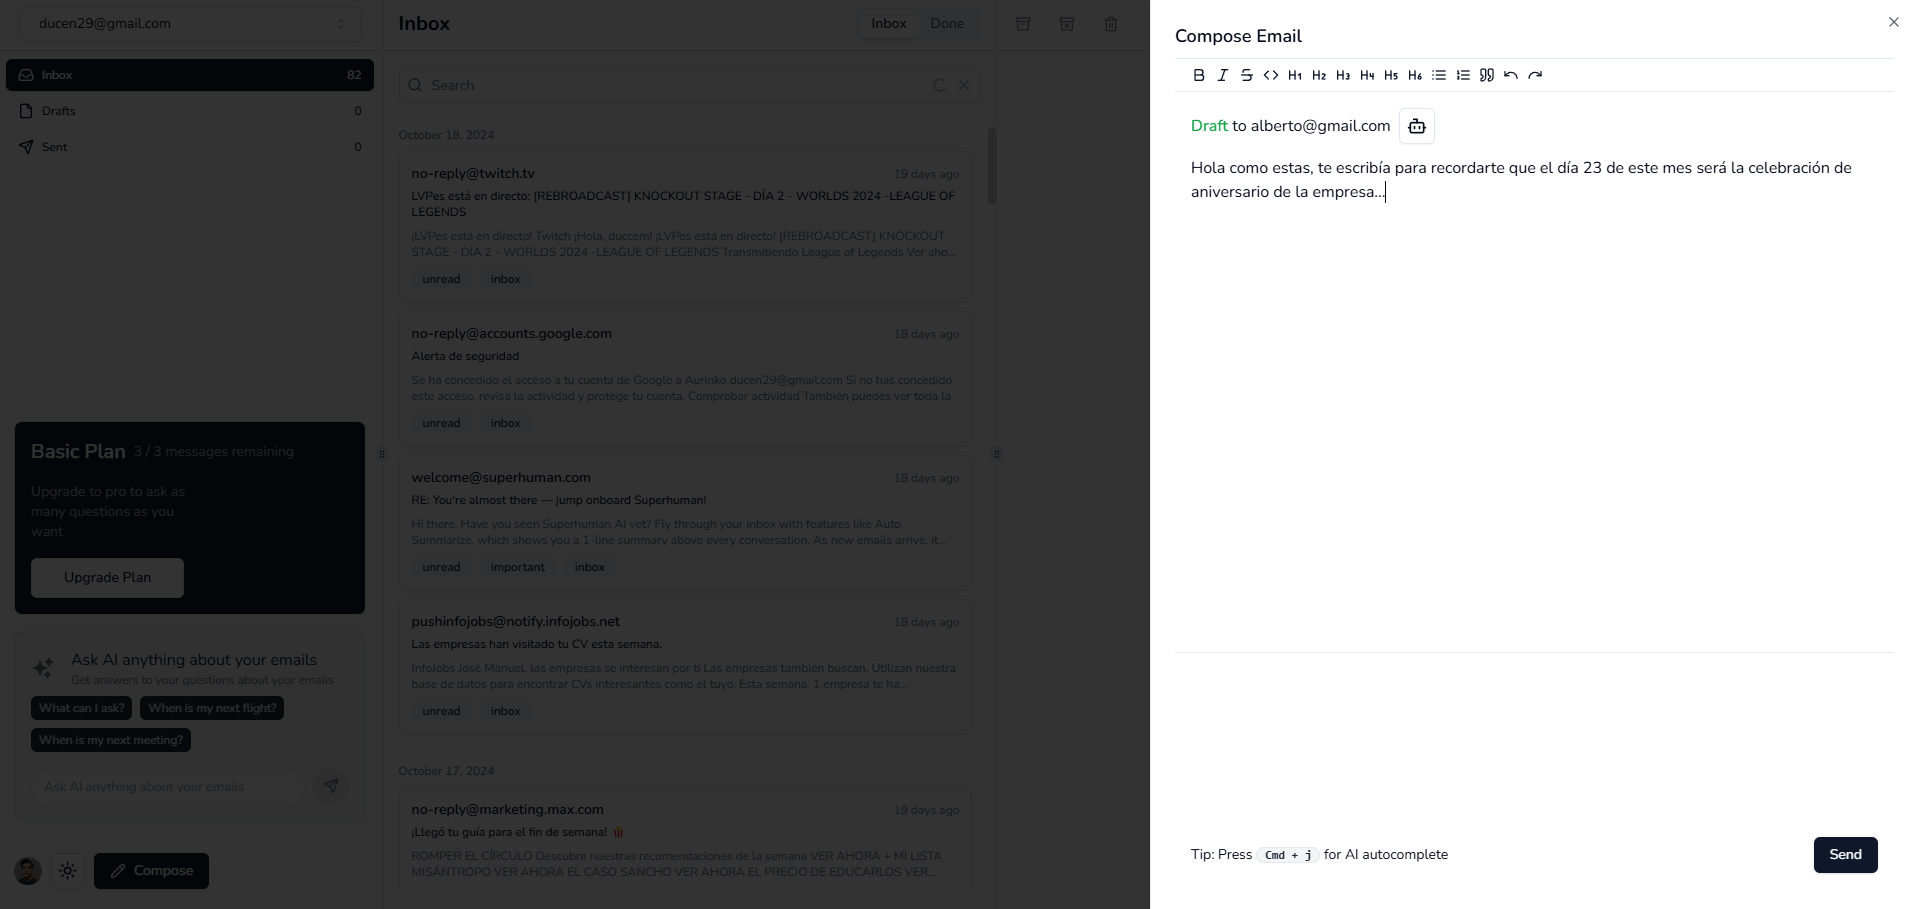 ducen29@gmail.com
Inbox 82
Drafts 0
Sent 0
Basic Plan 3 / 3 messages remaining
Upgrade to pro to ask as
many questions as you
want
Upgrade Plan
Ask AI anything about your emails
Get answers to your questions about your emails
What can I ask? When is my next flight?
When is my next meeting?
Ask AI anything about your emails
Compose
Inbox
Inbox Done
Search
October 18, 2024
no-reply@twitch.tv 19 days ago
LVPes está en directo: [REBROADCAST] KNOCKOUT STAGE - DÍA 2 - WORLDS 2024 -LEAGUE OF
LEGENDS
¡LVPes está en directo! Twitch ¡Hola, duccem! ¡LVPes está en directo! [REBROADCAST] KNOCKOUT
STAGE - DÍA 2 - WORLDS 2024 -LEAGUE OF LEGENDS Transmitiendo League of Legends Ver aho...
unread inbox
no-reply@accounts.google.com 18 days ago
Alerta de seguridad
Se ha concedido el acceso a tu cuenta de Google a Aurinko ducen29@gmail.com Si no has concedido
este acceso, revisa la actividad y protege tu cuenta. Comprobar actividad También puedes ver toda la
unread inbox
welcome@superhuman.com 18 days ago
RE: You're almost there — jump onboard Superhuman!
Hi there, Have you seen Superhuman AI yet? Fly through your inbox with features like Auto
Summarize, which shows you a 1-line summary above every conversation. As new emails arrive, it...
unread important inbox
pushinfojobs@notify.infojobs.net 18 days ago
Las empresas han visitado tu CV esta semana.
InfoJobs José Manuel, las empresas se interesan por ti Las empresas también buscan. Utilizan nuestra
base de datos para encontrar CVs interesantes como el tuyo. Esta semana, 1 empresa te ha...
unread inbox
October 17, 2024
no-reply@marketing.max.com 19 days ago
¡Llegó tu guía para el fin de semana! 🍿
ROMPER EL CÍRCULO Descubre nuestras recomendaciones de la semana VER AHORA + MI LISTA
MISÁNTROPO VER AHORA EL CASO SANCHO VER AHORA EL PRECIO DE EDUCARLOS VER...
Compose Email
B I S <> H1 H2 H3 H4 H5 H6
Draft to alberto@gmail.com
Hola como estas, te escribía para recordarte que el día 23 de este mes será la celebración de
aniversario de la empresa...
Tip: Press Cmd + j for AI autocomplete
Send